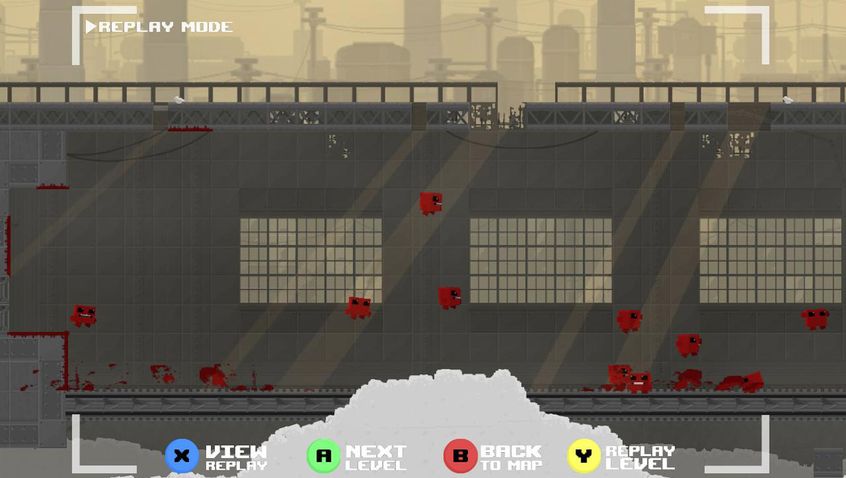 REPLAY MODE
X VIEW REPLAY
A NEXT LEVEL
B BACK TO MAP
Y REPLAY LEVEL